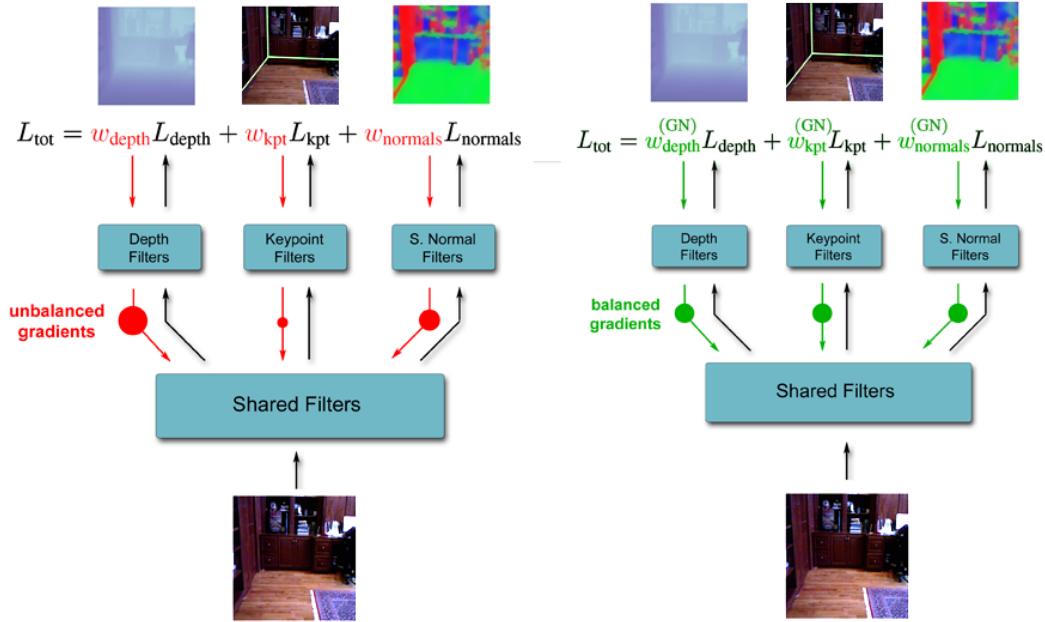 L_tot = w_depth L_depth + w_kpt L_kpt + w_normals L_normals
Depth
Filters
Keypoint
Filters
S. Normal
Filters
unbalanced
gradients
Shared Filters
L_tot = w_depth^(GN) L_depth + w_kpt^(GN) L_kpt + w_normals^(GN) L_normals
Depth
Filters
Keypoint
Filters
S. Normal
Filters
balanced
gradients
Shared Filters